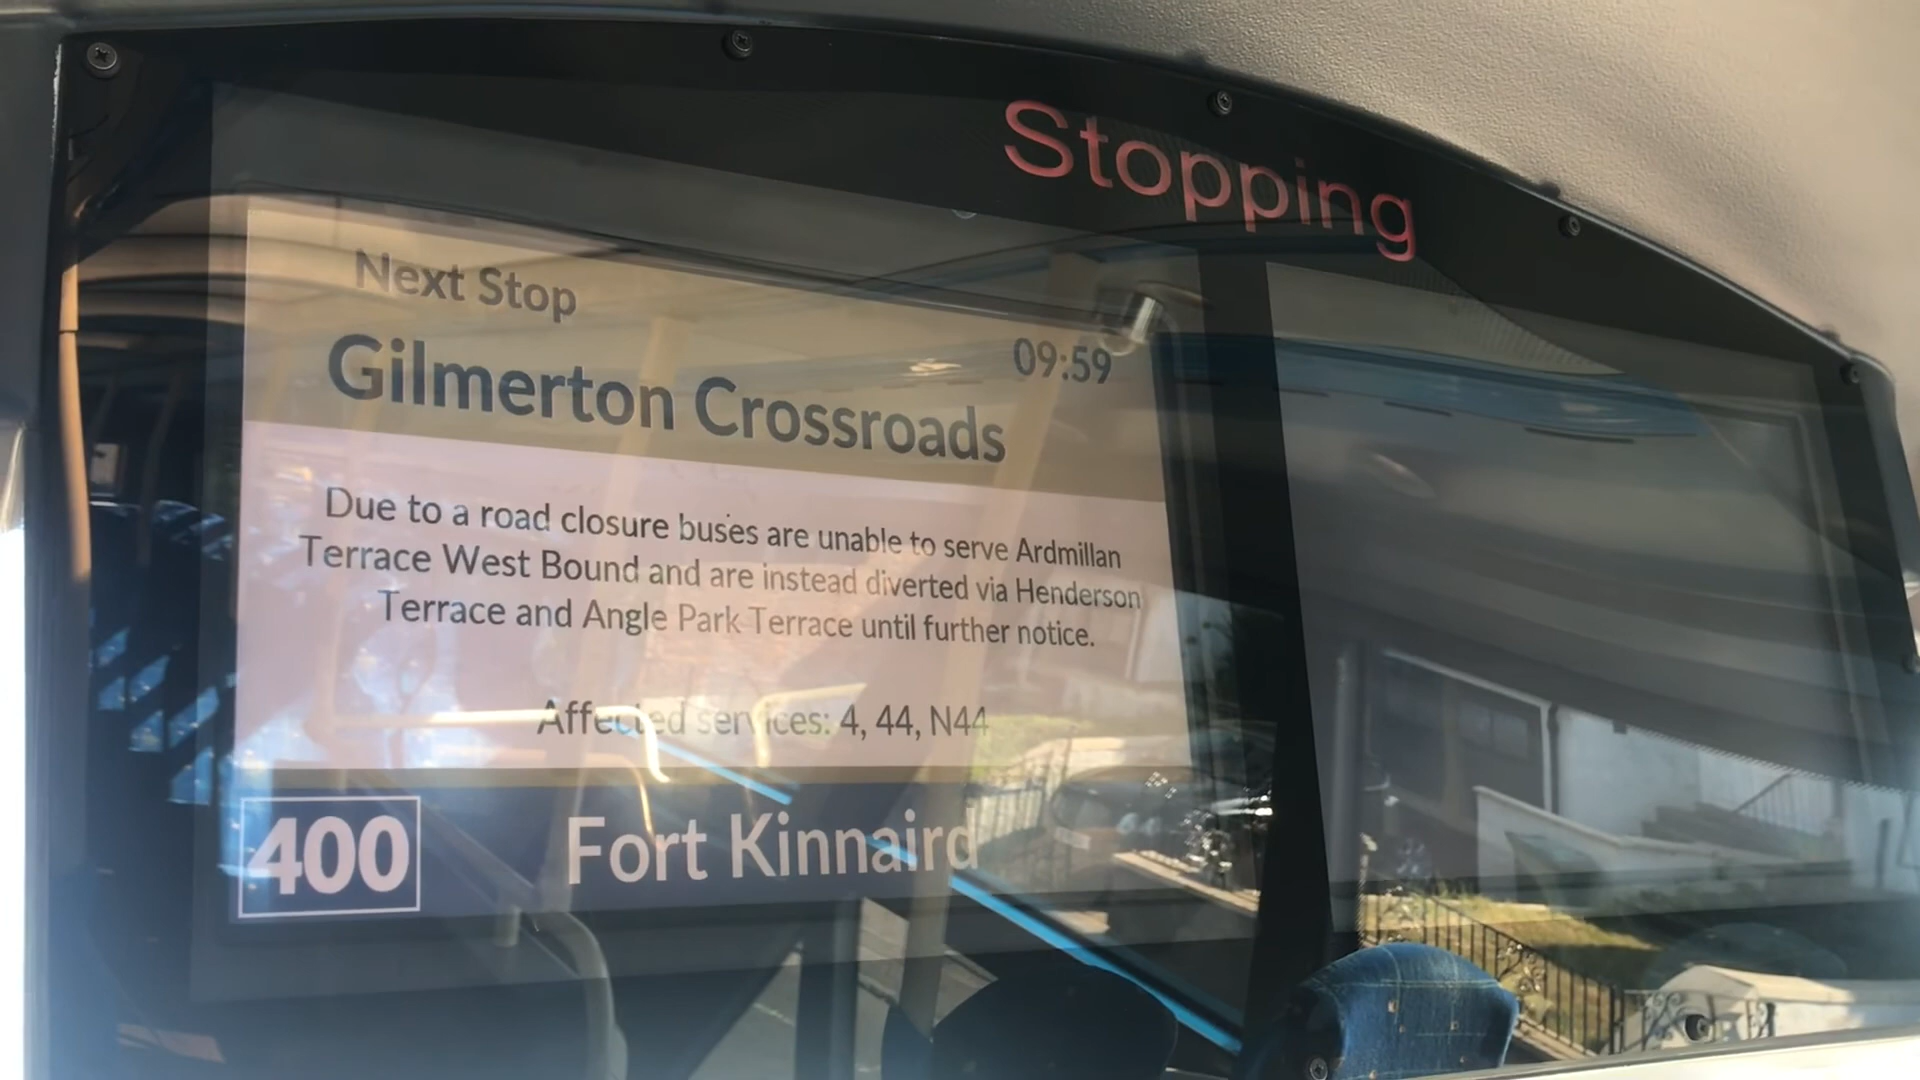 Stopping
Next Stop
09:59
Gilmerton Crossroads
Due to a road closure buses are unable to serve Ardmillan
Terrace West Bound and are instead diverted via Henderson
Terrace and Angle Park Terrace until further notice.
Affected services: 4, 44, N44
400 Fort Kinnaird